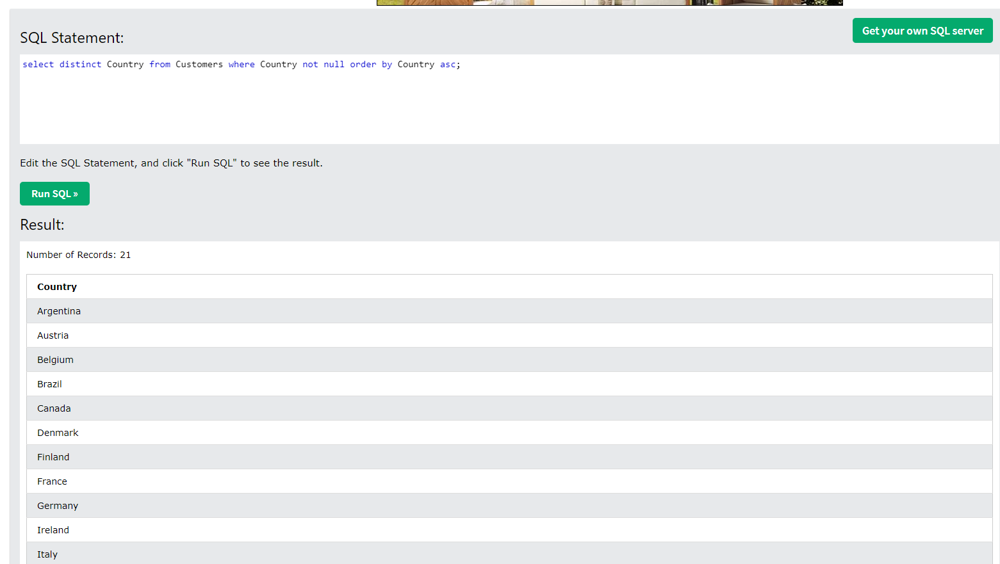 Get your own SQL server
SQL Statement:
select distinct Country from Customers where Country not null order by Country asc;
Edit the SQL Statement, and click "Run SQL" to see the result.
Run SQL »
Result:
Number of Records: 21
Country
Argentina
Austria
Belgium
Brazil
Canada
Denmark
Finland
France
Germany
Ireland
Italy